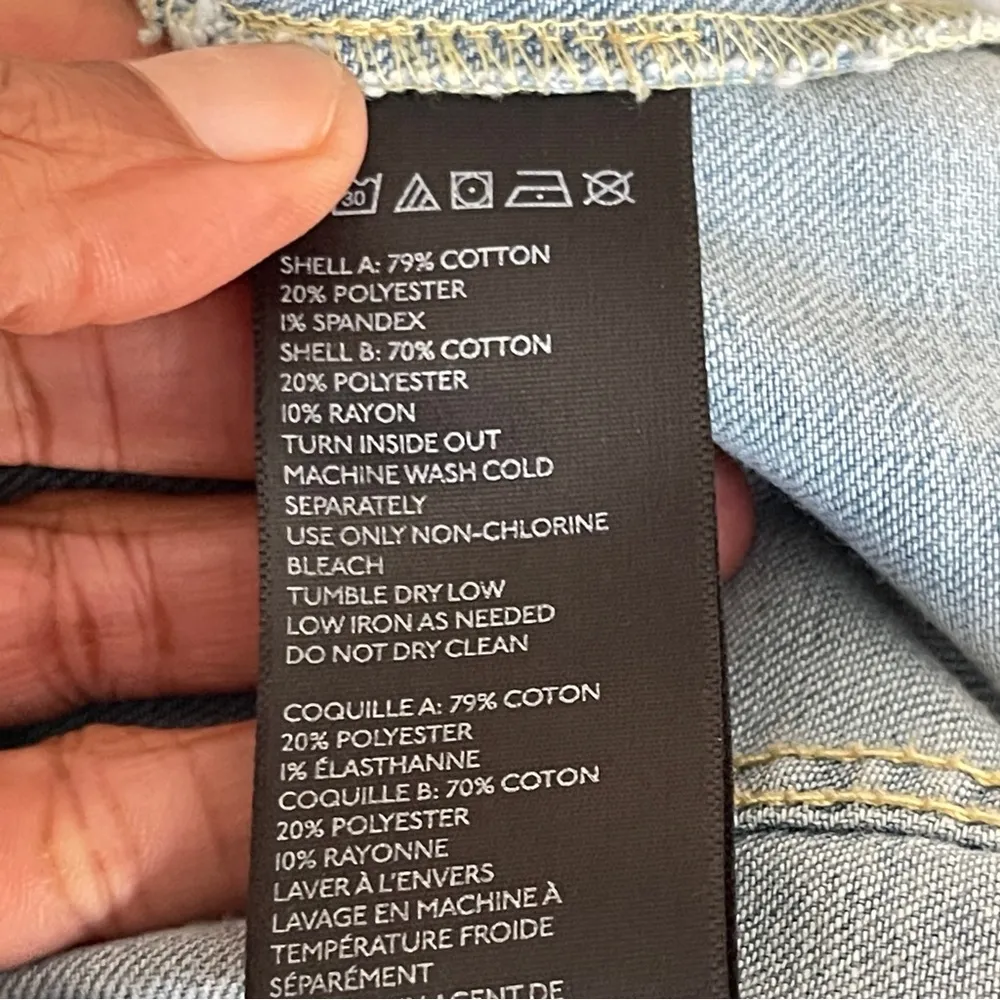 30
SHELL A: 79% COTTON
20% POLYESTER
1% SPANDEX
SHELL B: 70% COTTON
20% POLYESTER
10% RAYON
TURN INSIDE OUT
MACHINE WASH COLD
SEPARATELY
USE ONLY NON-CHLORINE
BLEACH
TUMBLE DRY LOW
LOW IRON AS NEEDED
DO NOT DRY CLEAN
COQUILLE A: 79% COTON
20% POLYESTER
1% ÉLASTHANNE
COQUILLE B: 70% COTON
20% POLYESTER
10% RAYONNE
LAVER À L'ENVERS
LAVAGE EN MACHINE À
TEMPÉRATURE FROIDE
SÉPARÉMENT
AGENT DE